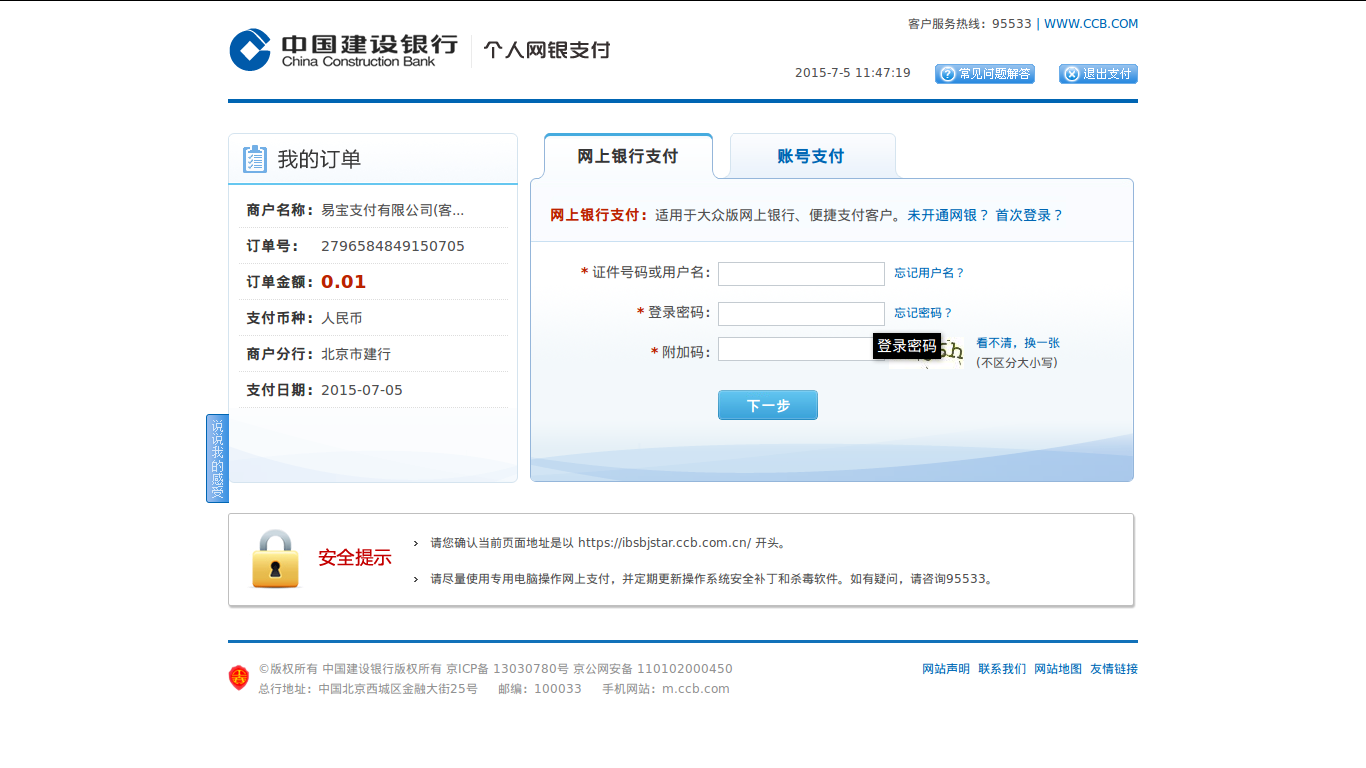 客户服务热线：95533 | WWW.CCB.COM
中国建设银行
China Construction Bank
个人网银支付
2015-7-5 11:47:19
常见问题解答
退出支付
我的订单
商户名称：易宝支付有限公司(客...
订单号： 2796584849150705
订单金额：0.01
支付币种：人民币
商户分行：北京市建行
支付日期：2015-07-05
说说我的感受
网上银行支付
账号支付
网上银行支付：适用于大众版网上银行、便捷支付客户。未开通网银？ 首次登录？
* 证件号码或用户名：
忘记用户名？
* 登录密码：
忘记密码？
登录密码
* 附加码：
看不清，换一张
(不区分大小写)
下一步
安全提示
› 请您确认当前页面地址是以 https://ibsbjstar.ccb.com.cn/ 开头。
› 请尽量使用专用电脑操作网上支付，并定期更新操作系统安全补丁和杀毒软件。如有疑问，请咨询95533。
©版权所有 中国建设银行版权所有 京ICP备 13030780号 京公网安备 110102000450
总行地址：中国北京西城区金融大街25号 邮编：100033 手机网站：m.ccb.com
网站声明 联系我们 网站地图 友情链接